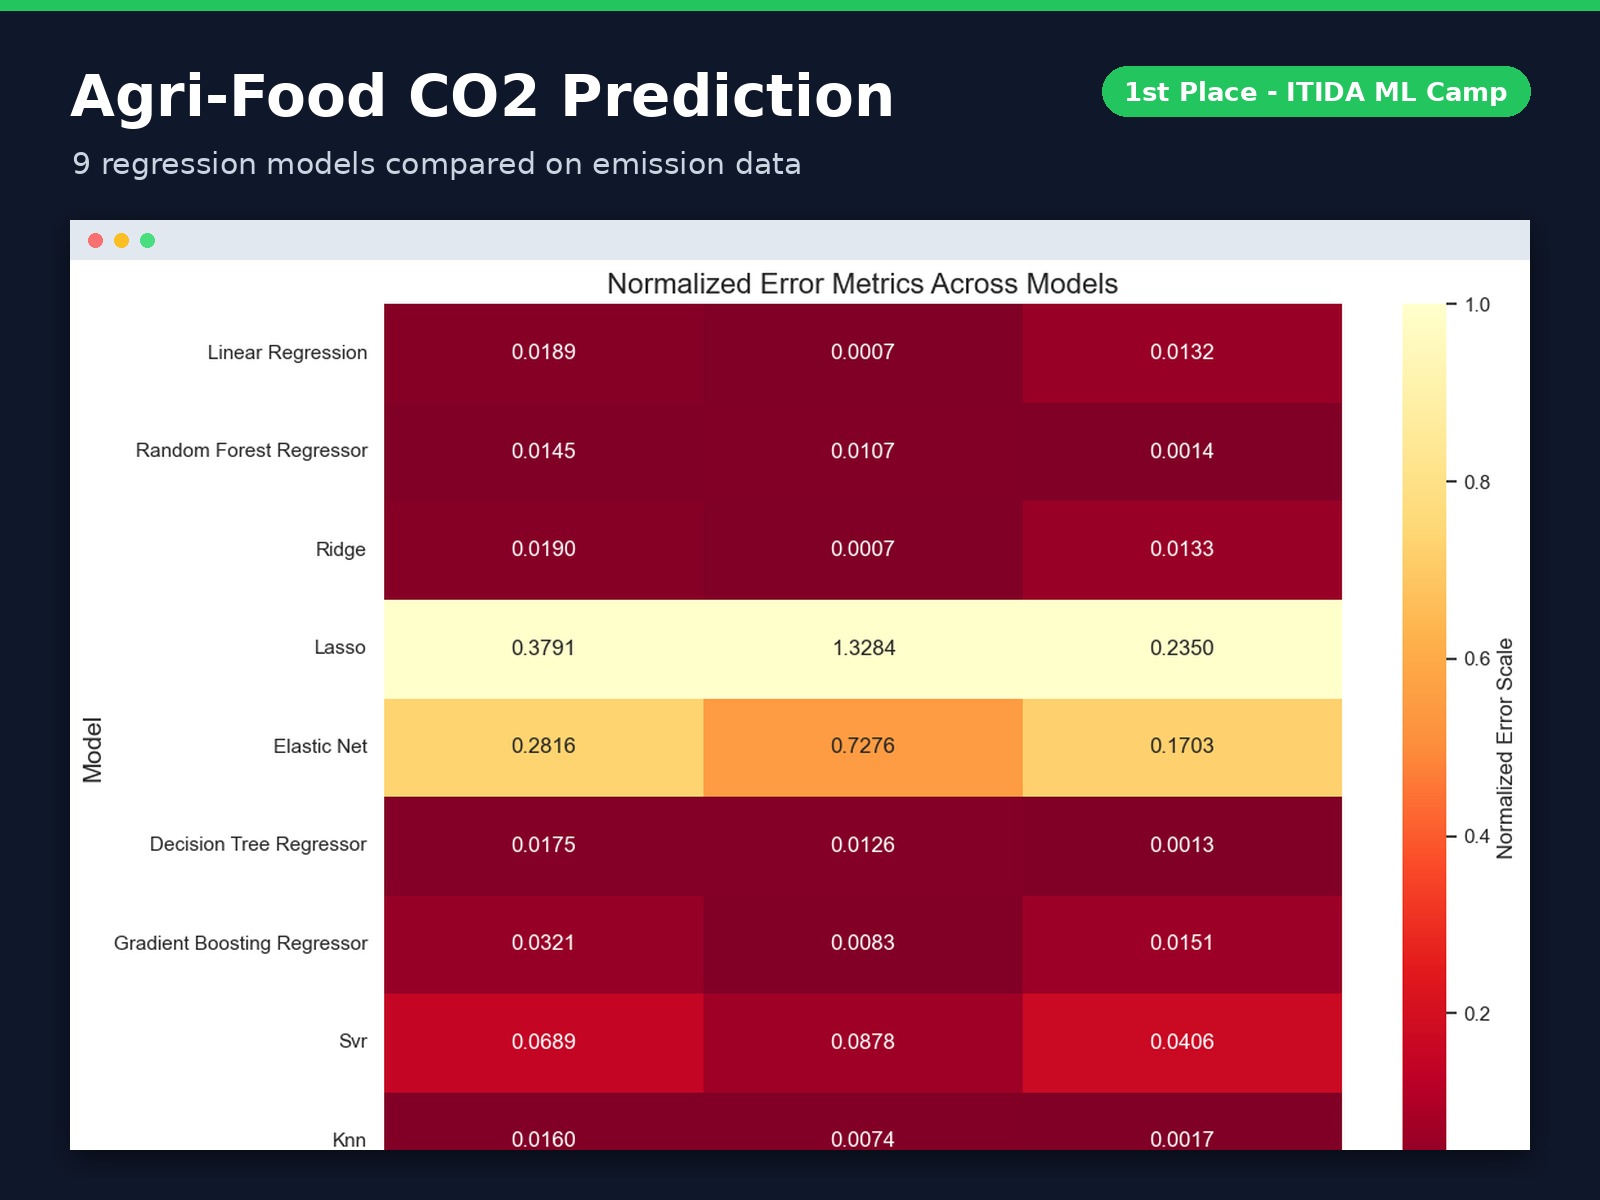 Agri-Food CO2 Prediction
1st Place - ITIDA ML Camp
9 regression models compared on emission data
Normalized Error Metrics Across Models
Linear Regression 0.0189 0.0007 0.0132
Random Forest Regressor 0.0145 0.0107 0.0014
Ridge 0.0190 0.0007 0.0133
Lasso 0.3791 1.3284 0.2350
Elastic Net 0.2816 0.7276 0.1703
Decision Tree Regressor 0.0175 0.0126 0.0013
Gradient Boosting Regressor 0.0321 0.0083 0.0151
Svr 0.0689 0.0878 0.0406
Knn 0.0160 0.0074 0.0017
Model
1.0
0.8
0.6
0.4
0.2
Normalized Error Scale